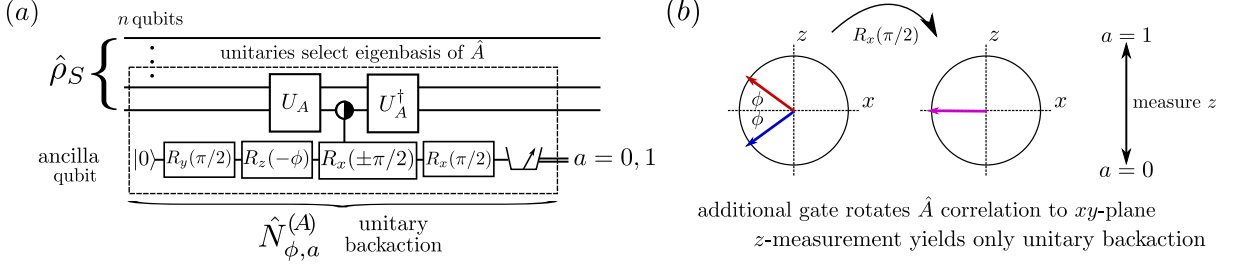 (a)
n qubits
unitaries select eigenbasis of Â
ρ̂_S
U_A
U_A^†
ancilla
qubit
|0⟩ R_y(π/2) R_z(−ϕ) R_x(±π/2) R_x(π/2) a = 0, 1
N̂_{ϕ,a}^{(A)} unitary
backaction
(b)
R_x(π/2)
z
ϕ
ϕ
x
z
x
a = 1
measure z
a = 0
additional gate rotates Â correlation to xy-plane
z-measurement yields only unitary backaction